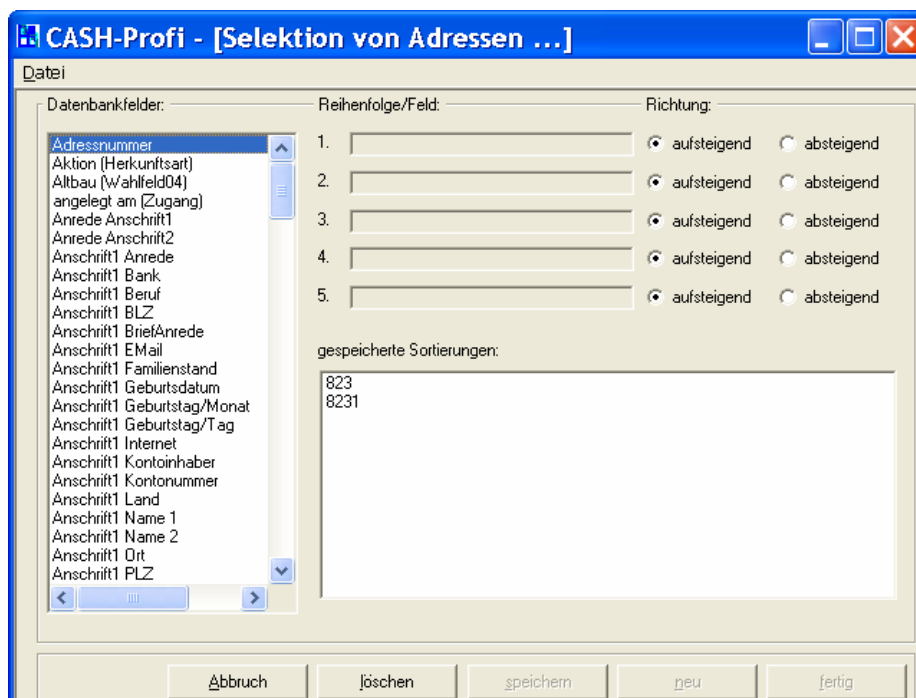 CASH-Profi - [Selektion von Adressen ...]
Datei
Datenbankfelder:
Adressnummer
Aktion (Herkunftsart)
Altbau (Wahlfeld04)
angelegt am (Zugang)
Anrede Anschrift1
Anrede Anschrift2
Anschrift1 Anrede
Anschrift1 Bank
Anschrift1 Beruf
Anschrift1 BLZ
Anschrift1 BriefAnrede
Anschrift1 EMail
Anschrift1 Familienstand
Anschrift1 Geburtsdatum
Anschrift1 Geburtstag/Monat
Anschrift1 Geburtstag/Tag
Anschrift1 Internet
Anschrift1 Kontoinhaber
Anschrift1 Kontonummer
Anschrift1 Land
Anschrift1 Name 1
Anschrift1 Name 2
Anschrift1 Ort
Anschrift1 PLZ
Reihenfolge/Feld: Richtung:
1. aufsteigend absteigend
2. aufsteigend absteigend
3. aufsteigend absteigend
4. aufsteigend absteigend
5. aufsteigend absteigend
gespeicherte Sortierungen:
823
8231
Abbruch löschen speichern neu fertig